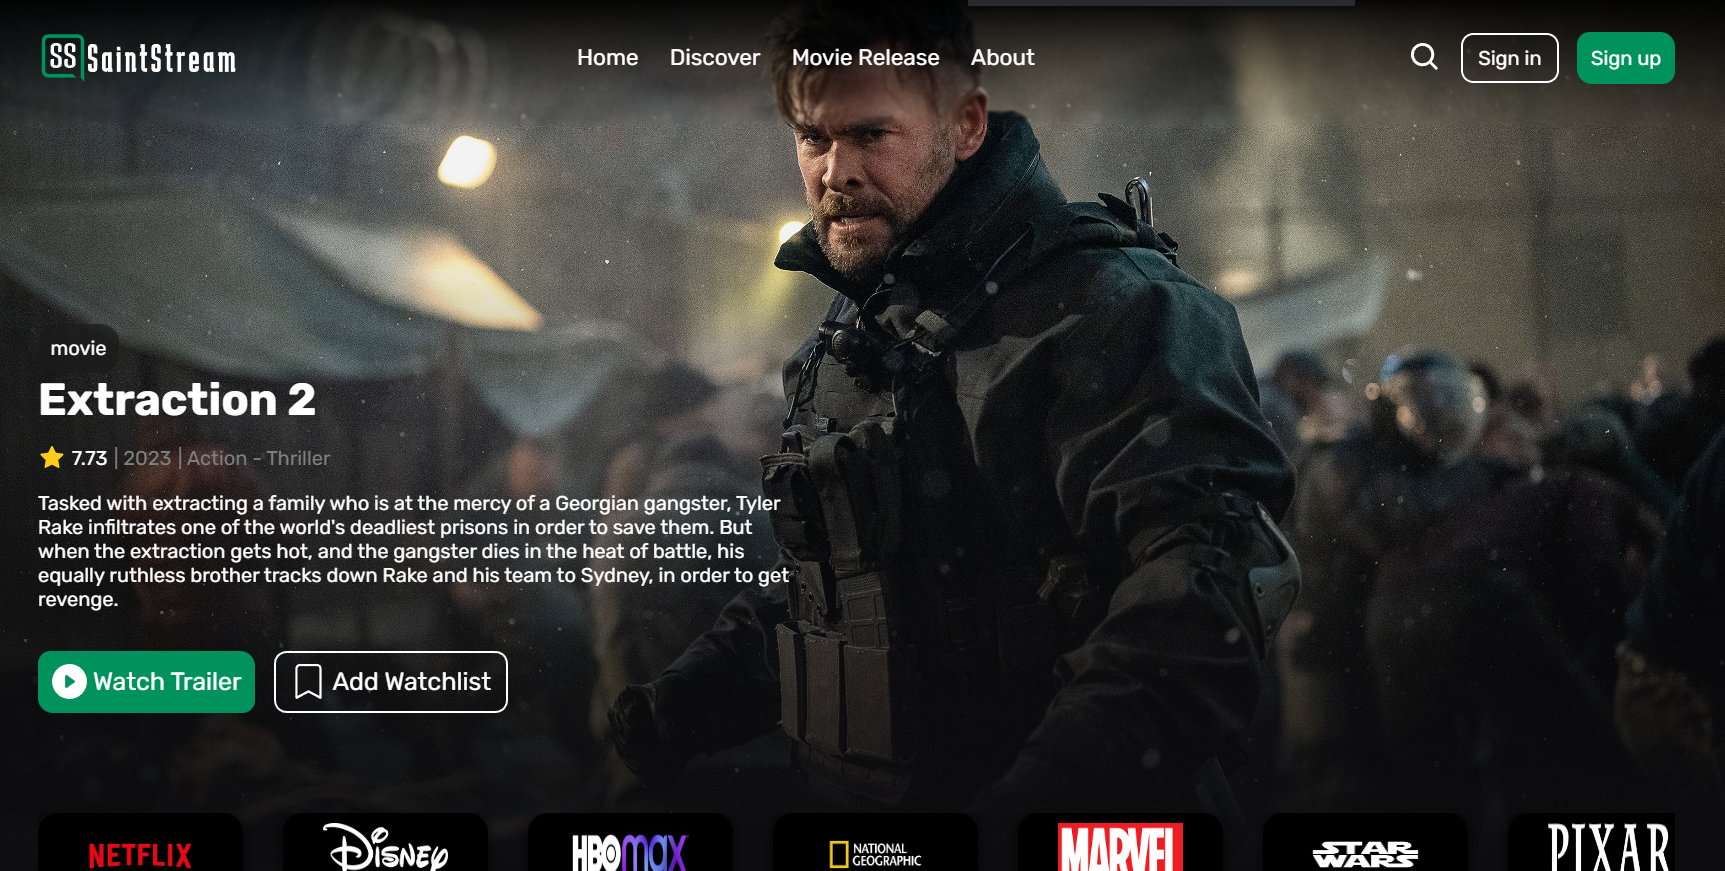 SS SaintStream
Home Discover Movie Release About
Sign in Sign up
movie
Extraction 2
7.73 | 2023 | Action - Thriller
Tasked with extracting a family who is at the mercy of a Georgian gangster, Tyler
Rake infiltrates one of the world's deadliest prisons in order to save them. But
when the extraction gets hot, and the gangster dies in the heat of battle, his
equally ruthless brother tracks down Rake and his team to Sydney, in order to get
revenge.
Watch Trailer Add Watchlist
NETFLIX
Disney
HBOmax
NATIONAL
GEOGRAPHIC
MARVEL
STAR
WARS
PIXAR